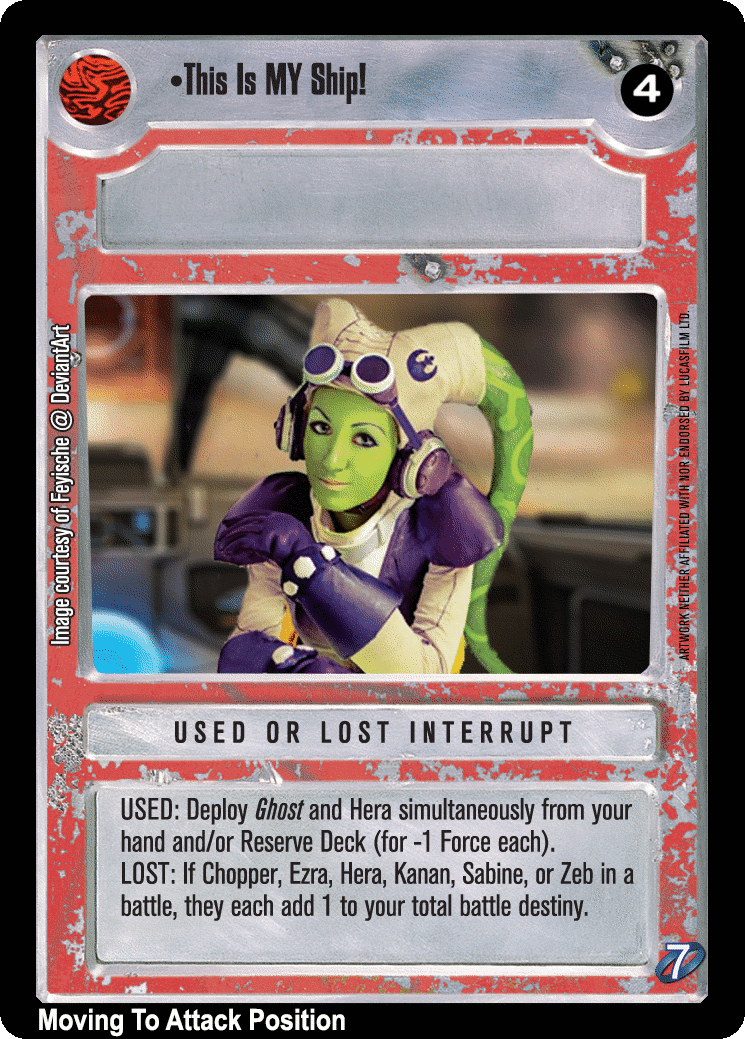 •This Is MY Ship!
4
Image courtesy of Feyische @ DeviantArt
ARTWORK NEITHER AFFILIATED WITH NOR ENDORSED BY LUCASFILM LTD.
USED OR LOST INTERRUPT
USED: Deploy Ghost and Hera simultaneously from your
hand and/or Reserve Deck (for -1 Force each).
LOST: If Chopper, Ezra, Hera, Kanan, Sabine, or Zeb in a
battle, they each add 1 to your total battle destiny.
7
Moving To Attack Position